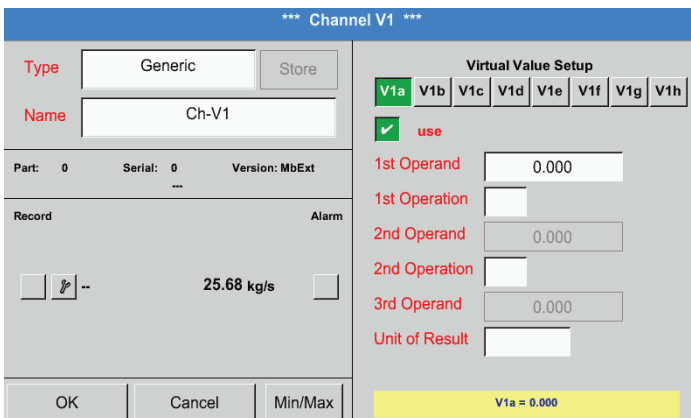 *** Channel V1 ***
Type
Generic
Store
Name
Ch-V1
Part: 0 Serial: 0 Version: MbExt
---
Record Alarm
-- 25.68 kg/s
OK
Cancel
Min/Max
Virtual Value Setup
V1a V1b V1c V1d V1e V1f V1g V1h
use
1st Operand 0.000
1st Operation
2nd Operand 0.000
2nd Operation
3rd Operand 0.000
Unit of Result
V1a = 0.000